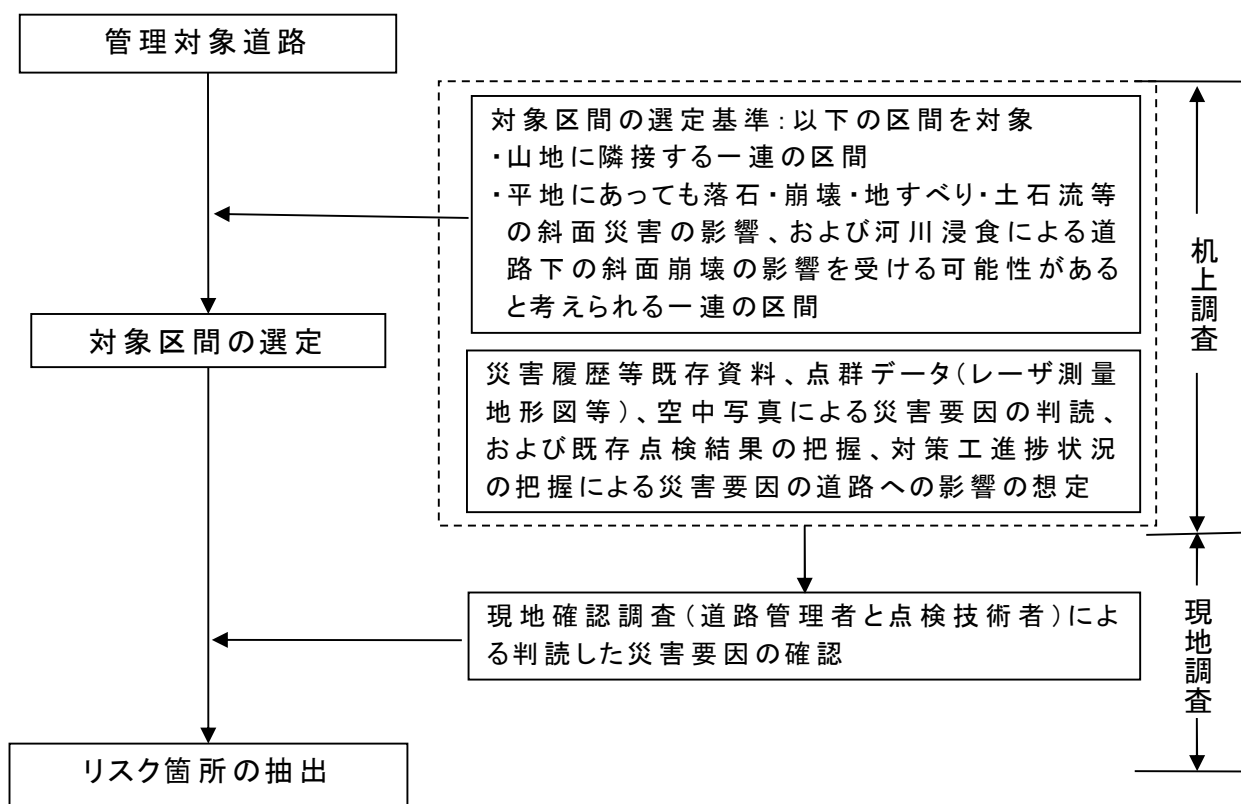 管理対象道路
対象区間の選定基準：以下の区間を対象
・山地に隣接する一連の区間
・平地にあっても落石・崩壊・地すべり・土石流等
の斜面災害の影響、および河川浸食による道
路下の斜面崩壊の影響を受ける可能性がある
と考えられる一連の区間
机上調査
対象区間の選定
災害履歴等既存資料、点群データ（レーザ測量
地形図等）、空中写真による災害要因の判読、
および既存点検結果の把握、対策工進捗状況
の把握による災害要因の道路への影響の想定
現地確認調査（道路管理者と点検技術者）によ
る判読した災害要因の確認
現地調査
リスク箇所の抽出